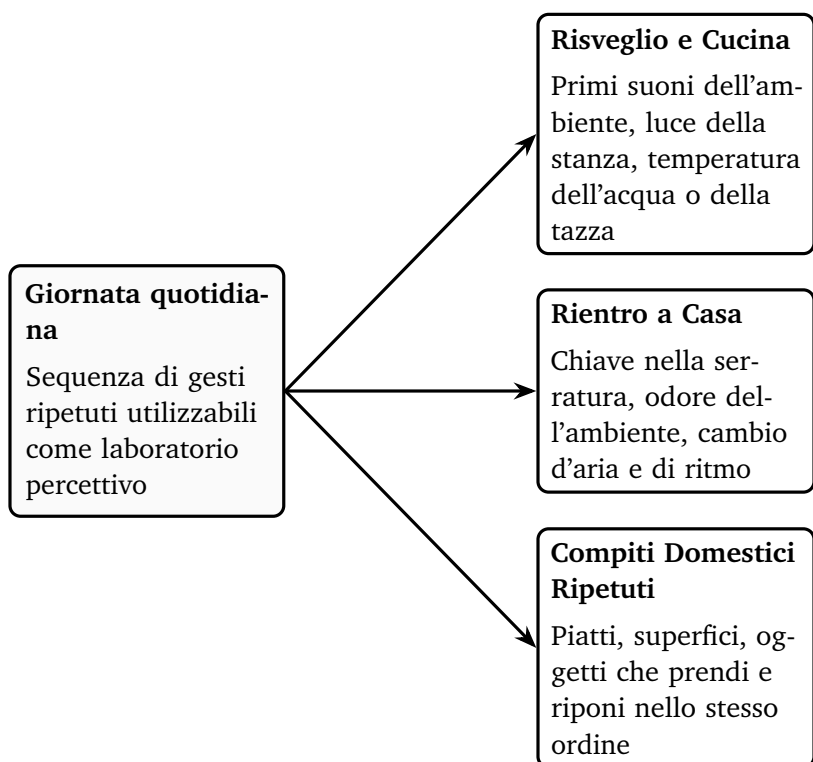 Giornata quotidia-
na
Sequenza di gesti
ripetuti utilizzabili
come laboratorio
percettivo
Risveglio e Cucina
Primi suoni dell'am-
biente, luce della
stanza, temperatura
dell'acqua o della
tazza
Rientro a Casa
Chiave nella ser-
ratura, odore del-
l'ambiente, cambio
d'aria e di ritmo
Compiti Domestici
Ripetuti
Piatti, superfici, og-
getti che prendi e
riponi nello stesso
ordine